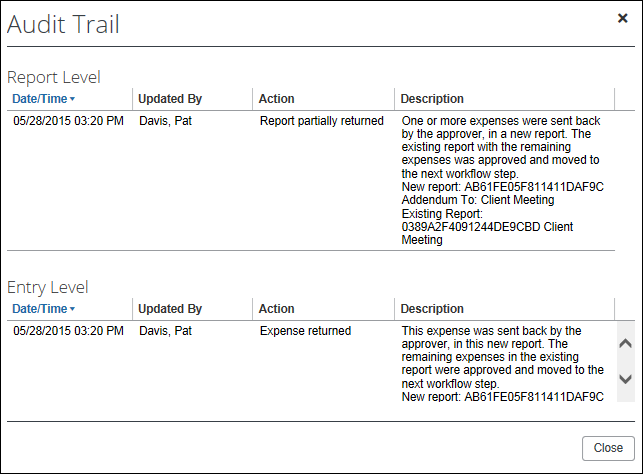 Audit Trail
Report Level
Date/Time Updated By Action Description
05/28/2015 03:20 PM Davis, Pat Report partially returned One or more expenses were sent back
by the approver, in a new report. The
existing report with the remaining
expenses was approved and moved to
the next workflow step.
New report: AB61FE05F811411DAF9C
Addendum To: Client Meeting
Existing Report:
0389A2F4091244DE9CBD Client
Meeting
Entry Level
Date/Time Updated By Action Description
05/28/2015 03:20 PM Davis, Pat Expense returned This expense was sent back by the
approver, in this new report. The
remaining expenses in the existing
report were approved and moved to the
next workflow step.
New report: AB61FE05F811411DAF9C
Close